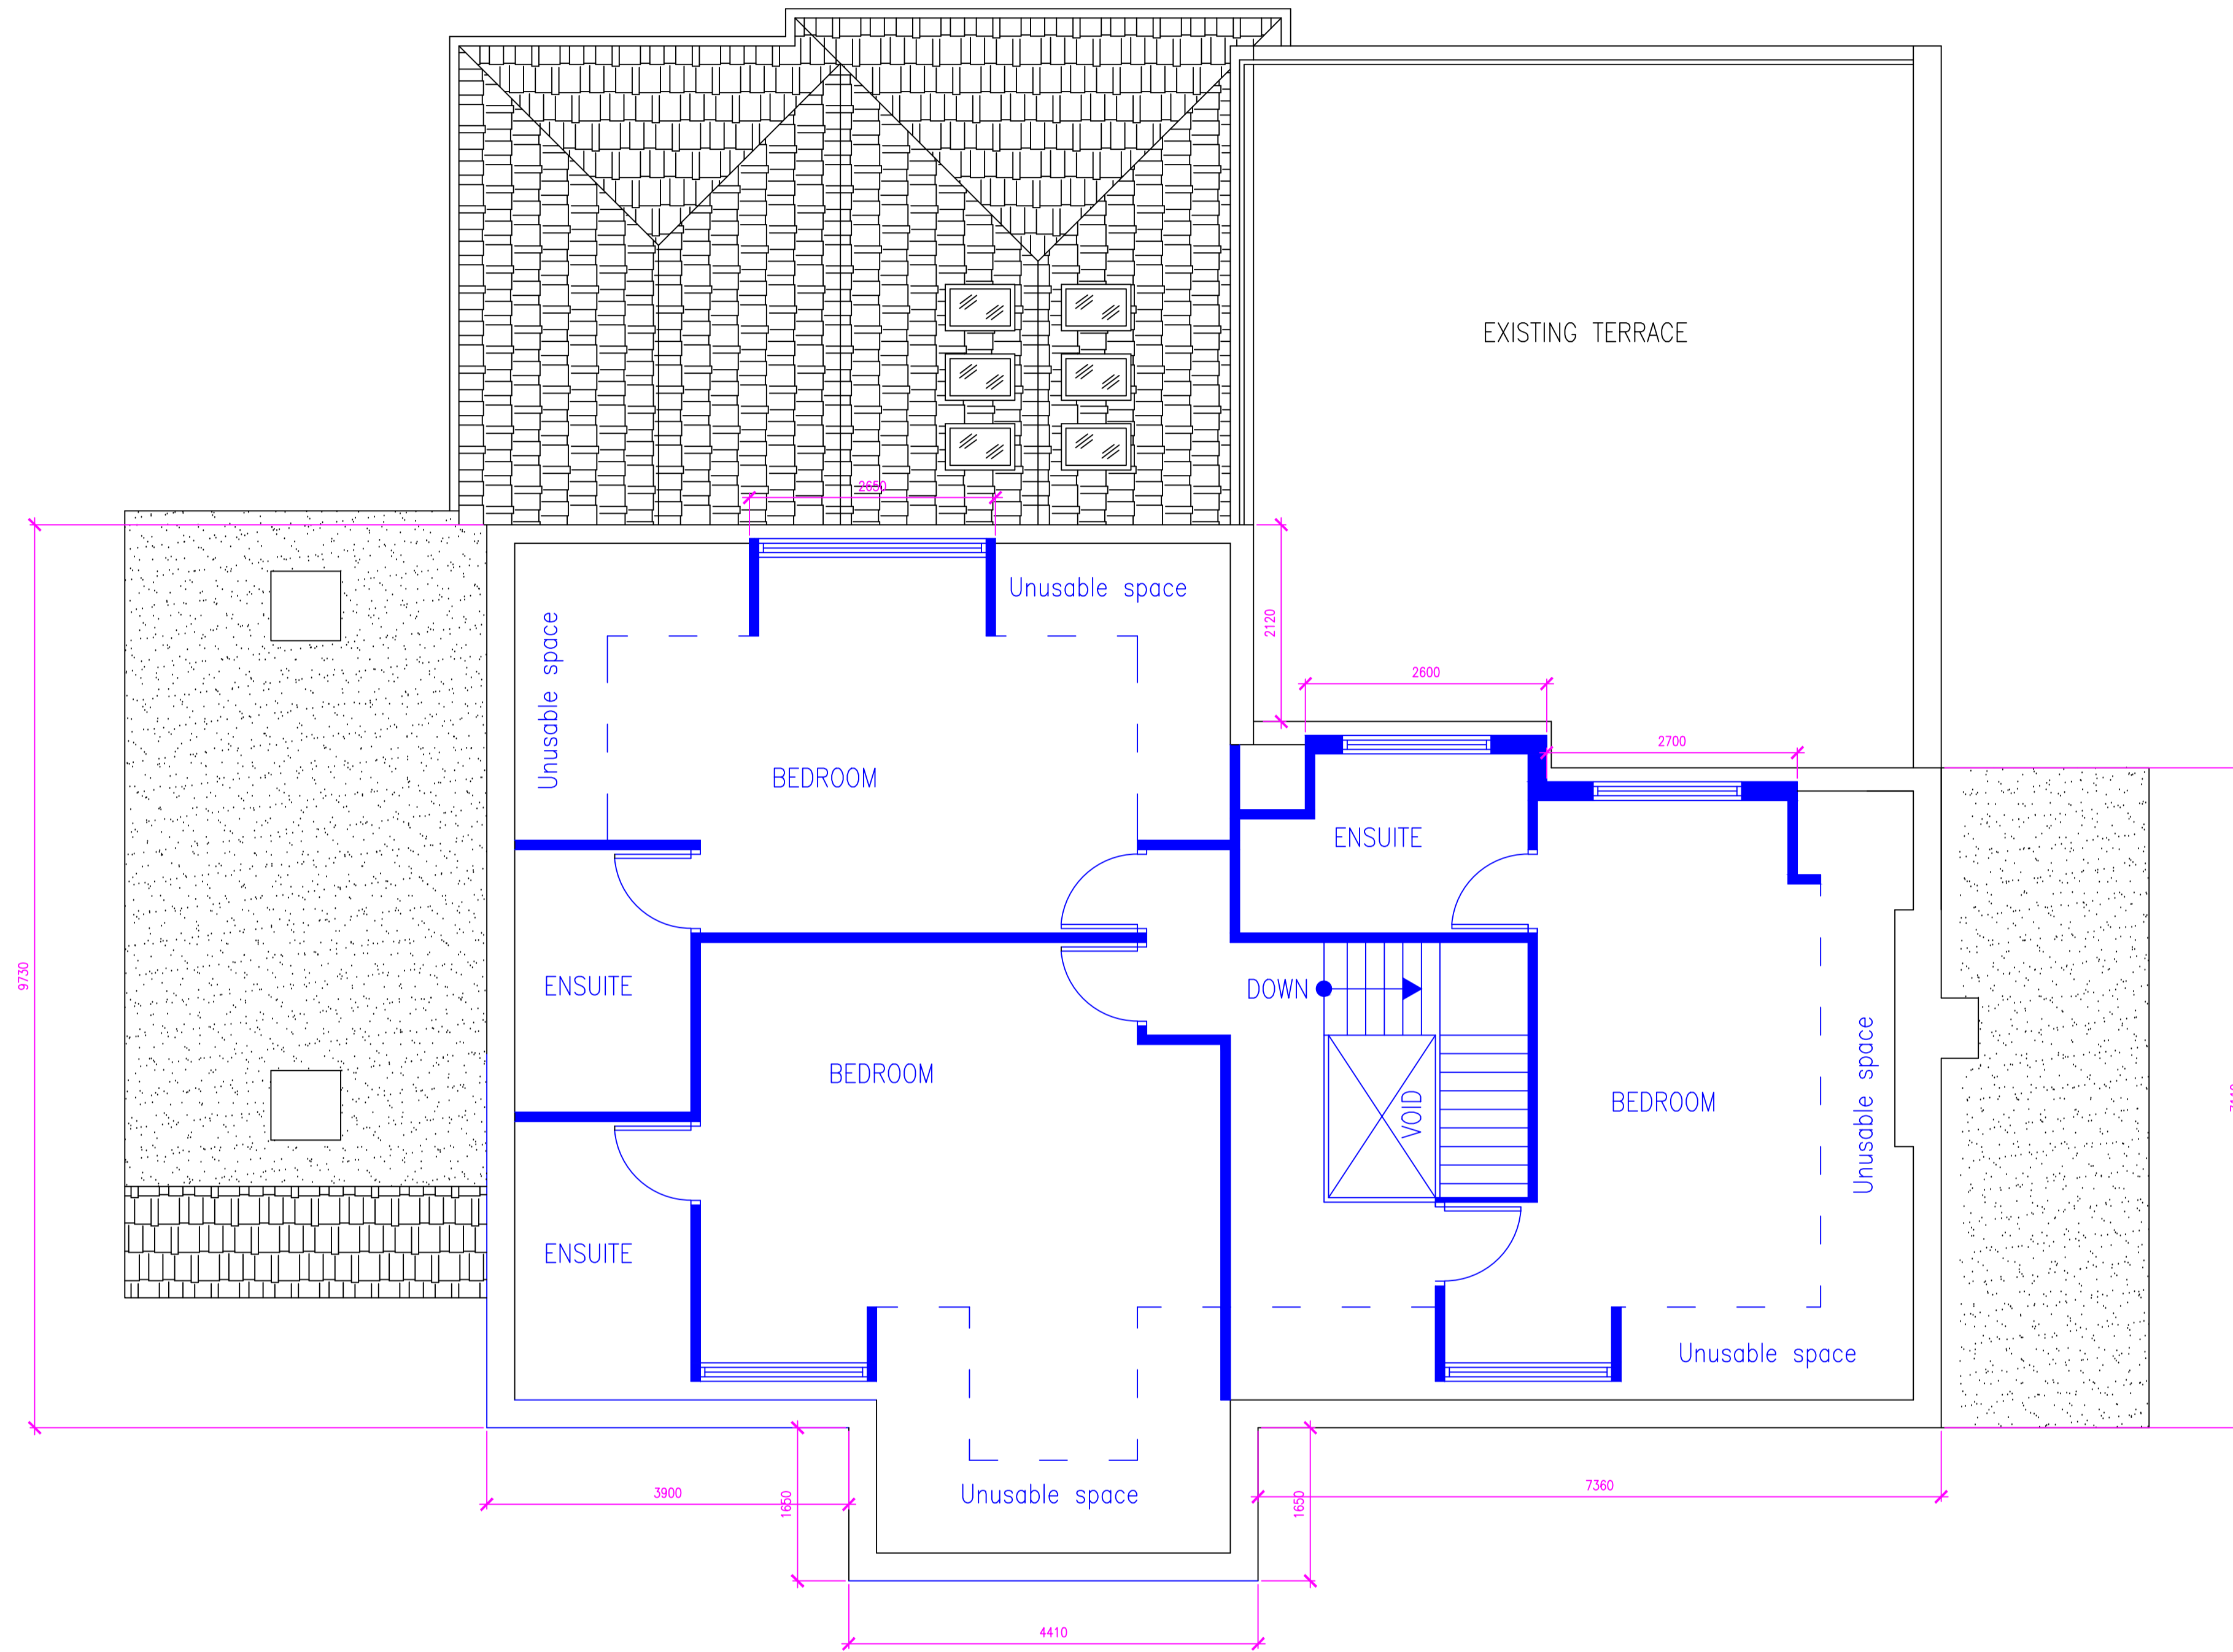 EXISTING TERRACE
2650
Unusable space
Unusable space
2120
2600
2700
BEDROOM
ENSUITE
9730
ENSUITE
DOWN
BEDROOM
VOID
BEDROOM
Unusable space
ENSUITE
Unusable space
3900
1650
Unusable space
1650
7360
4410